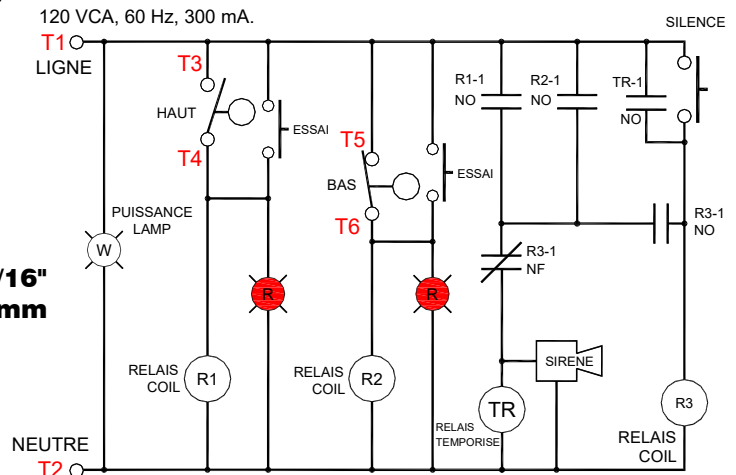 120 VCA, 60 Hz, 300 mA.
SILENCE
T1
LIGNE
T3
HAUT
T4
ESSAI
T5
BAS
T6
ESSAI
R1-1
NO
R2-1
NO
TR-1
NO
PUISSANCE
LAMP
W
R3-1
NO
R3-1
NF
/16"
mm
R
R
RELAIS
COIL
R1
RELAIS
COIL
R2
SIRENE
TR
RELAIS
TEMPORISE
R3
RELAIS
COIL
NEUTRE
T2